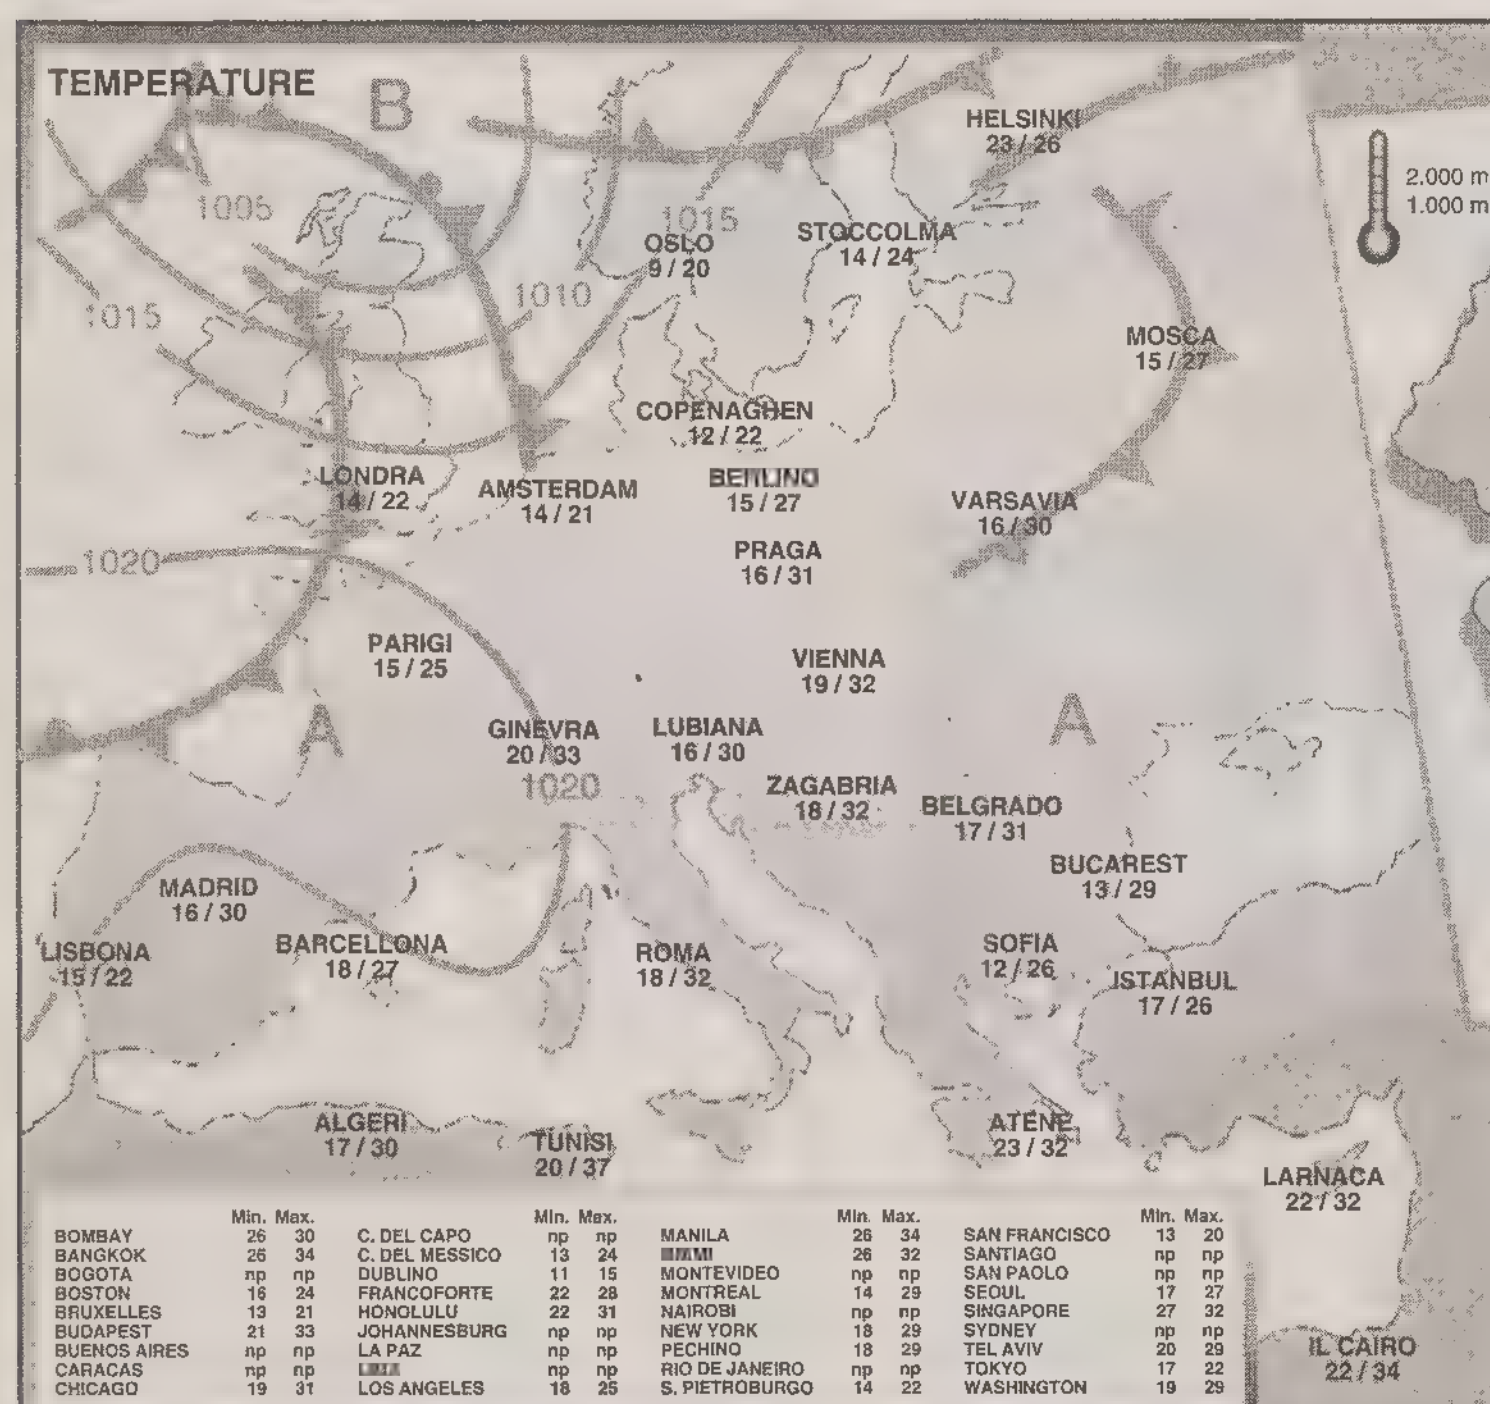 TEMPERATURE
B
HELSINKI
23 / 26
2.000 m
1.000 m
1005
1015
OSLO
9 / 20
STOCCOLMA
14 / 24
1010
1015
MOSCA
15 / 27
COPENAGHEN
12 / 22
LONDRA
14 / 22
AMSTERDAM
14 / 21
15 / 27
VARSAVIA
16 / 30
1020
PRAGA
16 / 31
PARIGI
15 / 25
VIENNA
19 / 32
A
A
GINEVRA
20 / 33
1020
LUBIANA
16 / 30
ZAGABRIA
18 / 32
BELGRADO
17 / 31
BUCAREST
13 / 29
MADRID
16 / 30
LISBONA
15 / 22
BARCELLONA
18 / 27
ROMA
18 / 32
SOFIA
12 / 26
ISTANBUL
17 / 26
ALGERI
17 / 30
TUNISI
20 / 37
ATENE
23 / 32
LARNACA
22 / 32
IL CAIRO
22 / 34
Min. Max. Min. Max. Min. Max. Min. Max.
BOMBAY 26 30 C. DEL CAPO np np MANILA 26 34 SAN FRANCISCO 13 20
BANGKOK 26 34 C. DEL MESSICO 13 24 26 32 SANTIAGO np np
BOGOTA np np DUBLINO 11 15 MONTEVIDEO np np SAN PAOLO np np
BOSTON 16 24 FRANCOFORTE 22 28 MONTREAL 14 29 SEOUL 17 27
BRUXELLES 13 21 HONOLULU 22 31 NAIROBI np np SINGAPORE 27 32
BUDAPEST 21 33 JOHANNESBURG np np NEW YORK 18 29 SYDNEY np np
BUENOS AIRES np np LA PAZ np np PECHINO 18 29 TEL AVIV 20 29
CARACAS np np np np RIO DE JANEIRO np np TOKYO 17 22
CHICAGO 19 31 LOS ANGELES 18 25 S. PIETROBURGO 14 22 WASHINGTON 19 29